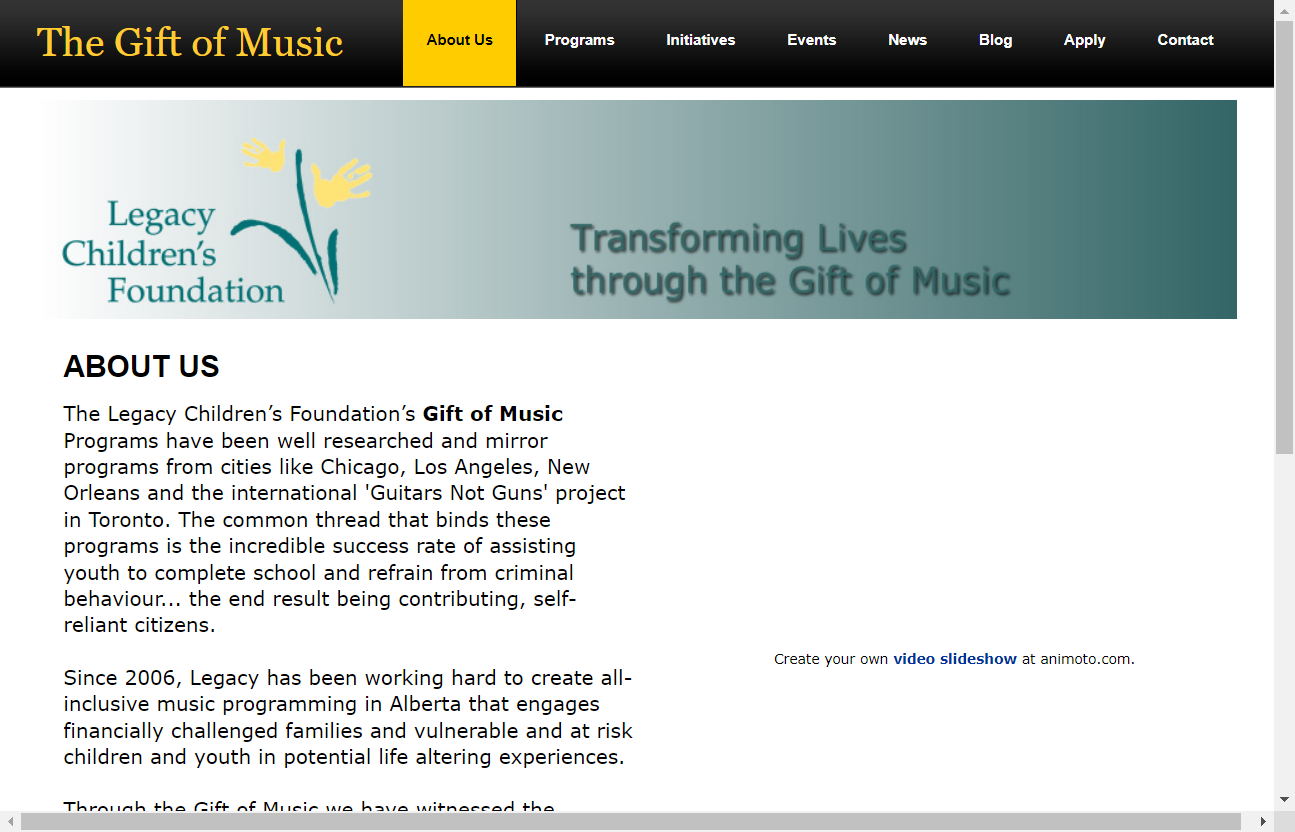 The Gift of Music
About Us
Programs
Initiatives
Events
News
Blog
Apply
Contact
Legacy
Children's
Foundation
Transforming Lives
through the Gift of Music
ABOUT US
The Legacy Children’s Foundation’s Gift of Music
Programs have been well researched and mirror
programs from cities like Chicago, Los Angeles, New
Orleans and the international 'Guitars Not Guns' project
in Toronto. The common thread that binds these
programs is the incredible success rate of assisting
youth to complete school and refrain from criminal
behaviour... the end result being contributing, self-
reliant citizens.
Since 2006, Legacy has been working hard to create all-
inclusive music programming in Alberta that engages
financially challenged families and vulnerable and at risk
children and youth in potential life altering experiences.
Through the Gift of Music we have witnessed the
Create your own video slideshow at animoto.com.